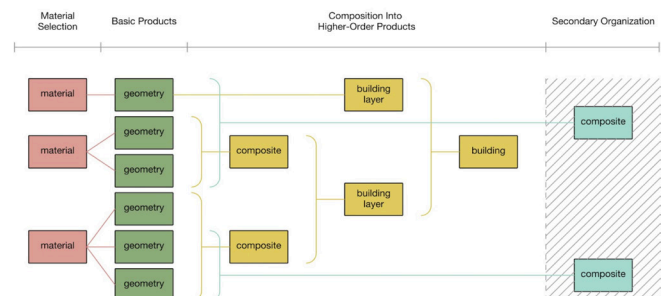 Material
Selection
Basic Products
Composition Into
Higher-Order Products
Secondary Organization
material
geometry
building
layer
geometry
composite
material
composite
building
geometry
geometry
building
layer
material
geometry
composite
geometry
composite